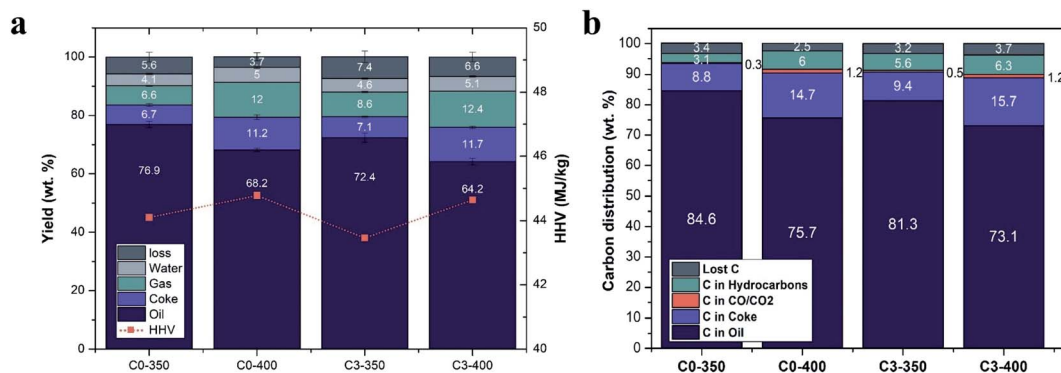 a
Yield (wt. %)
100
80
60
40
20
0
5.6
4.1
6.6
6.7
76.9
3.7
5
12
11.2
68.2
7.4
4.6
8.6
7.1
72.4
6.6
5.1
12.4
11.7
64.2
loss
Water
Gas
Coke
Oil
HHV
C0-350
C0-400
C3-350
C3-400
50
48
46
44
42
40
HHV (MJ/kg)
b
Carbon distribution (wt. %)
100
90
80
70
60
50
40
30
20
10
0
3.4
3.1
0.3
8.8
84.6
2.5
6
1.2
14.7
75.7
3.2
5.6
0.5
9.4
81.3
3.7
6.3
1.2
15.7
73.1
Lost C
C in Hydrocarbons
C in CO/CO2
C in Coke
C in Oil
C0-350
C0-400
C3-350
C3-400